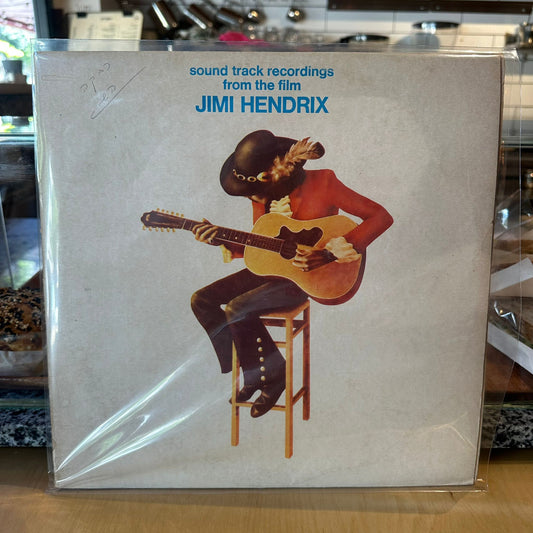 sound track recordings
from the film
JIMI HENDRIX